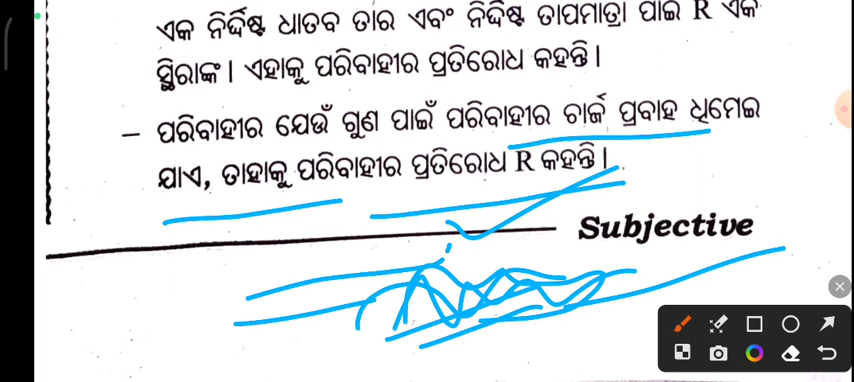 ଏକ ନିର୍ଦ୍ଦିଷ୍ଟ ଧାତବ ତାର ଏବଂ ନିର୍ଦ୍ଦିଷ୍ଟ ତାପମାତ୍ରା ପାଇଁ R ଏକ
ସ୍ଥିରାଙ୍କ। ଏହାକୁ ପରିବାହୀର ପ୍ରତିରୋଧ କହନ୍ତି।
– ପରିବାହୀର ଯେଉଁ ଗୁଣ ପାଇଁ ପରିବାହୀର ଚାର୍ଜ ପ୍ରବାହ ଧିମେଇ
ଯାଏ, ତାହାକୁ ପରିବାହୀର ପ୍ରତିରୋଧ R କହନ୍ତି।
Subjective